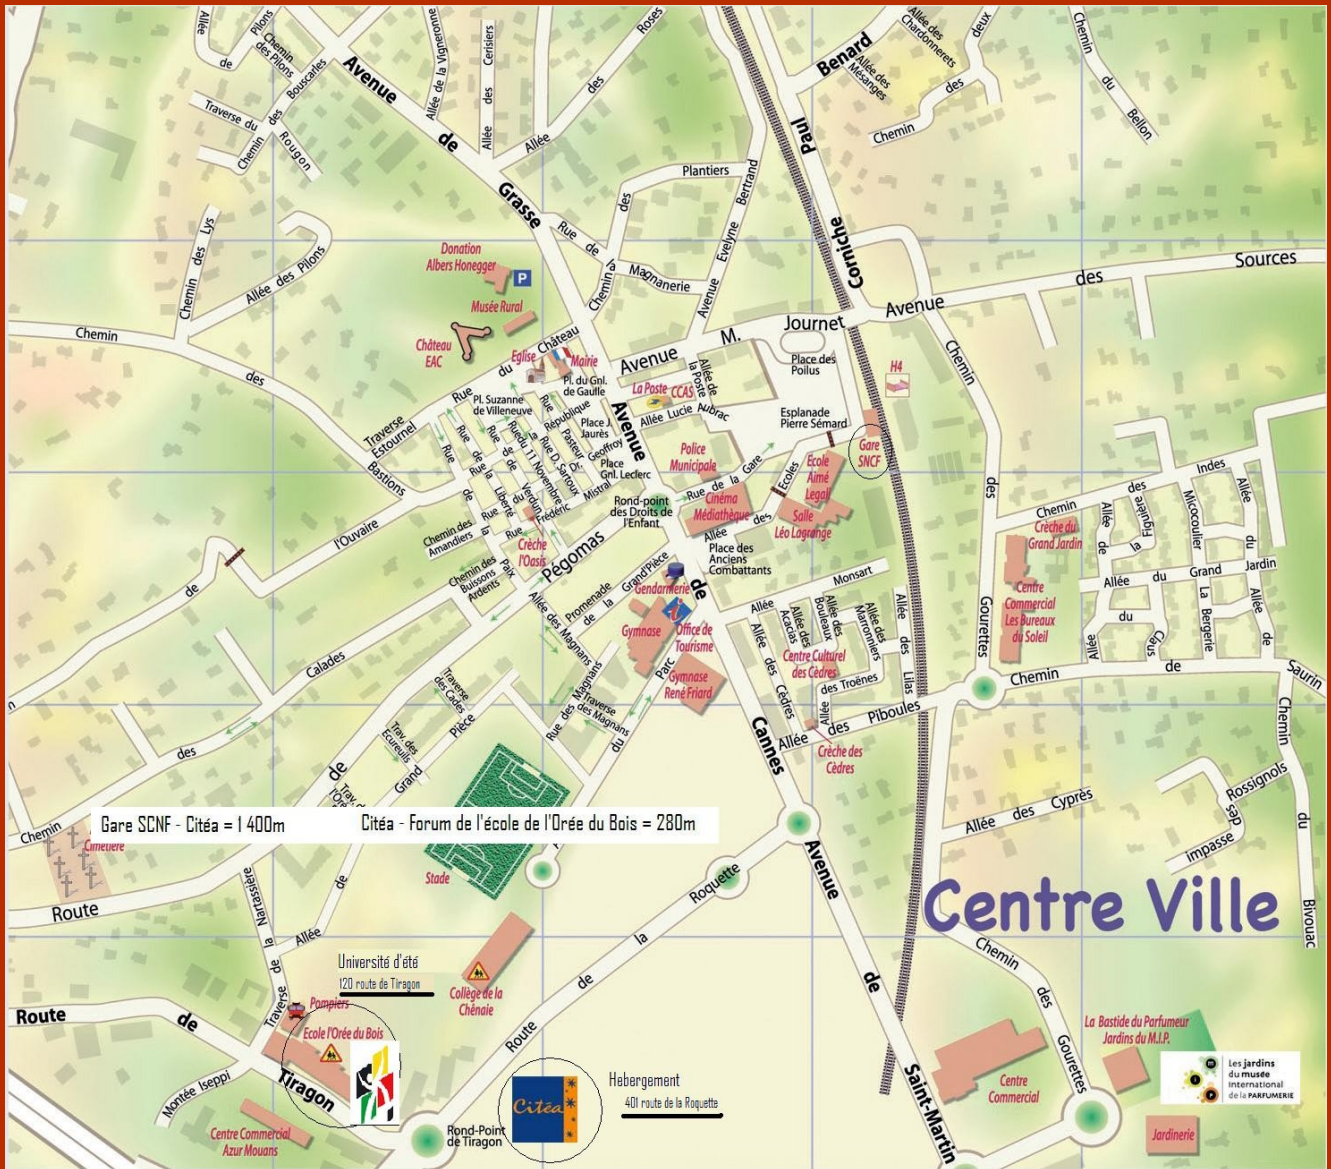 Allée
de
Pilons
Chemin
des Pilons
Bouscarles
des
Chemin
Traverse du
Rougon
Avenue
de
Grasse
Allée de la Vigneronne
Allée des Cerisiers
Allée
des
Roses
Plantiers
des
Chemin
Rue de la
Magnanerie
Avenue Evelyne Bertrand
Benard
Paul
Corniche
Allée des
Chardonnerets
Allée des
Mésanges
Chemin
des
deux
Chemin
du
Bellon
Avenue
des
Sources
Chemin des Lys
Allée des Pilons
Donation
Albers Honegger
P
Musée Rural
Château
EAC
Eglise
Mairie
Rue du Château
Traverse
Estournel
Chemin
des
Bastions
Pl. du Gnl.
de Gaulle
Pl. Suzanne
de Villeneuve
République
Place J.
Jaurès
Place
Gnl. Leclerc
Rue Pasteur
Rue D. Sartoux
Dr. Geoffroy
Rue du 11 Novembre
Rue de Verdun
Rue de la Liberté
Rue de la Paix
Rue Frédéric Mistral
Avenue M. Journet
Allée de
la Poste
La Poste
CCAS
Allée Lucie Aubrac
Place des
Poilus
Esplanade
Pierre Sémard
H4
Gare
SNCF
Avenue
Police
Municipale
Rue de la Gare
Ecole
Aimé
Legall
Cinéma
Médiathèque
Salle
Léo Lagrange
Allée des Ecoles
Rond-point
des Droits de
l'Enfant
Place des
Anciens
Combattants
Chemin des
Amandiers
Crèche
l'Oasis
Pégomas
Chemin des
Buissons
Ardents
de l'Ouvaire
Allée des Magnans
Promenade
de la
Grand'Pièce
Gendarmerie
de
Gymnase
Office de
Tourisme
Gymnase
René Friard
Parc
du
Rue des Magnans
Traverse
des Magnans
Traverse
des Cades
Trav. des
Ecureuils
Grand Pièce
Chemin
des
Calades
de
Allée
Monsart
Allée des
Acacias
Allée des
Bouleaux
Allée des
Marronniers
Allée des Lilas
Allée des Cèdres
Centre Culturel
des Cèdres
Allée
des Troënes
Allée des Piboules
Crèche des
Cèdres
Cannes
Chemin
des
Gourettes
Chemin des Indes
Crèche du
Grand Jardin
Centre
Commercial
Les Bureaux
du Soleil
Allée de la Figuière
Micocoulier
Allée du Grand Jardin
La Bergerie
Allée du Claus
Allée
du
Allée de
Chemin de Saurin
Chemin
du
Bivouac
Impasse
des
Rossignols
Allée des Cyprès
Gare SCNF - Citéa = 1 400m
Citéa - Forum de l'école de l'Orée du Bois = 280m
Chemin
Cimetière
Stade
Route
Traverse de la Nartassière
Allée
de
Avenue
de
Saint-Martin
Route
de
la
Roquette
Centre Ville
Université d'été
120 route de Tiragon
Collège de la
Chênaie
Pompiers
Ecole l'Orée du Bois
Route
de
Tiragon
Montée Iseppi
Centre Commercial
Azur Mouans
Rond-Point
de Tiragon
Citéa
Hebergement
401 route de la Roquette
Chemin
des
Gourettes
Centre
Commercial
La Bastide du Parfumeur
Jardins du M.I.P.
Les jardins
du musée
international
de la PARFUMERIE
Jardinerie